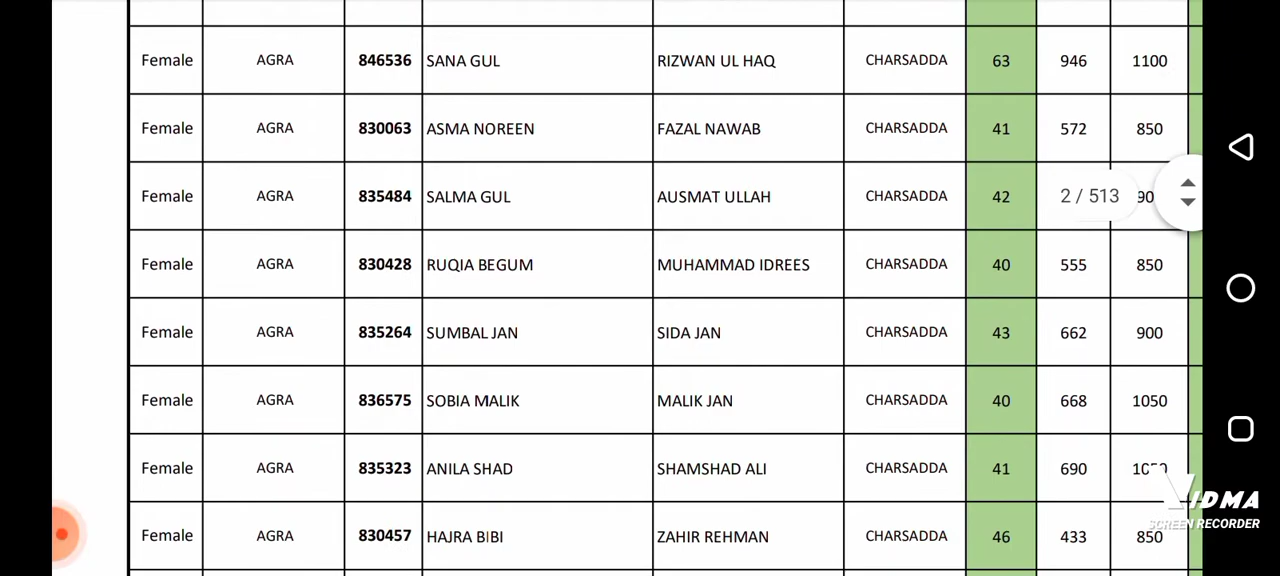 Female AGRA 846536 SANA GUL RIZWAN UL HAQ CHARSADDA 63 946 1100
Female AGRA 830063 ASMA NOREEN FAZAL NAWAB CHARSADDA 41 572 850
Female AGRA 835484 SALMA GUL AUSMAT ULLAH CHARSADDA 42 2 / 513
Female AGRA 830428 RUQIA BEGUM MUHAMMAD IDREES CHARSADDA 40 555 850
Female AGRA 835264 SUMBAL JAN SIDA JAN CHARSADDA 43 662 900
Female AGRA 836575 SOBIA MALIK MALIK JAN CHARSADDA 40 668 1050
Female AGRA 835323 ANILA SHAD SHAMSHAD ALI CHARSADDA 41 690
VIDMA
SCREEN RECORDER
Female AGRA 830457 HAJRA BIBI ZAHIR REHMAN CHARSADDA 46 433 850